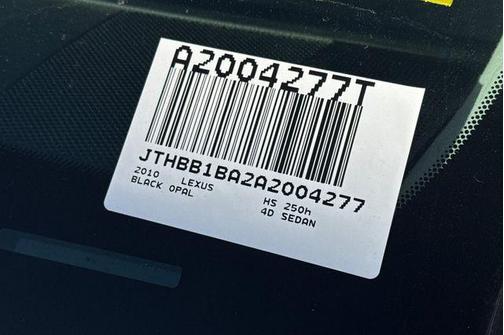 A2004277T
JTHBB1BA2A2004277
2010 LEXUS HS 250h
BLACK OPAL 4D SEDAN